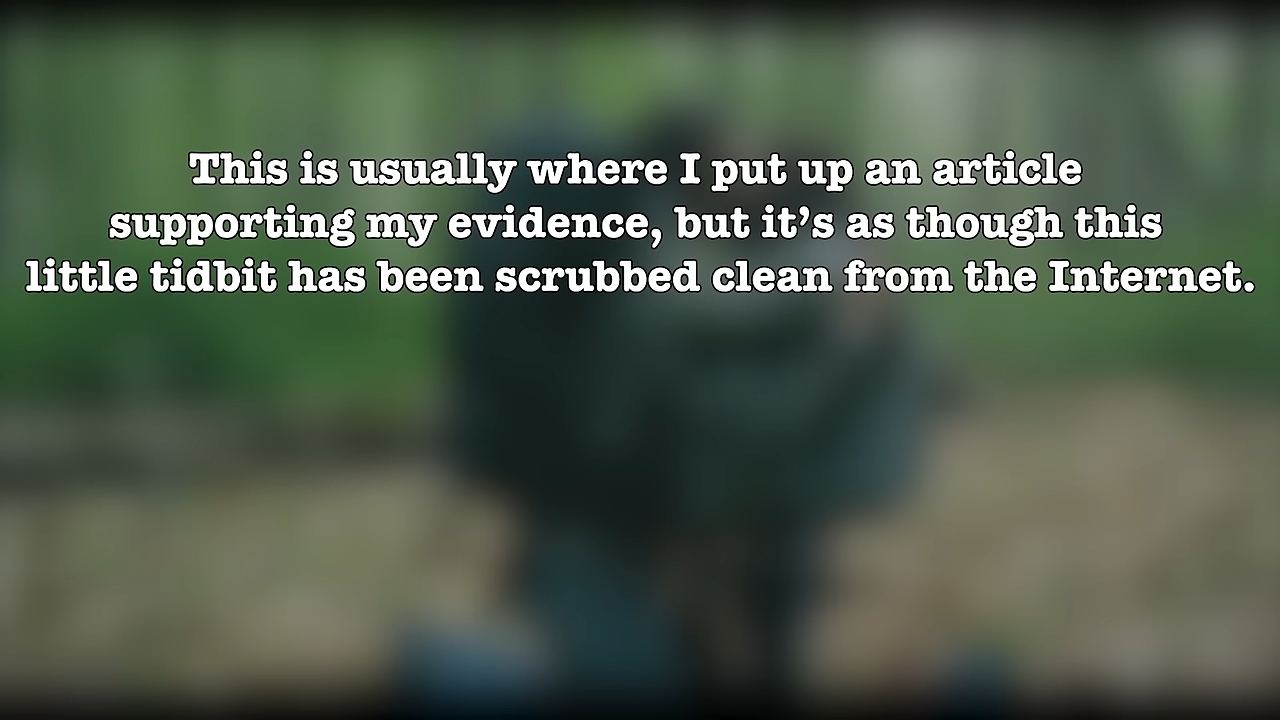 This is usually where I put up an article
supporting my evidence, but it’s as though this
little tidbit has been scrubbed clean from the Internet.